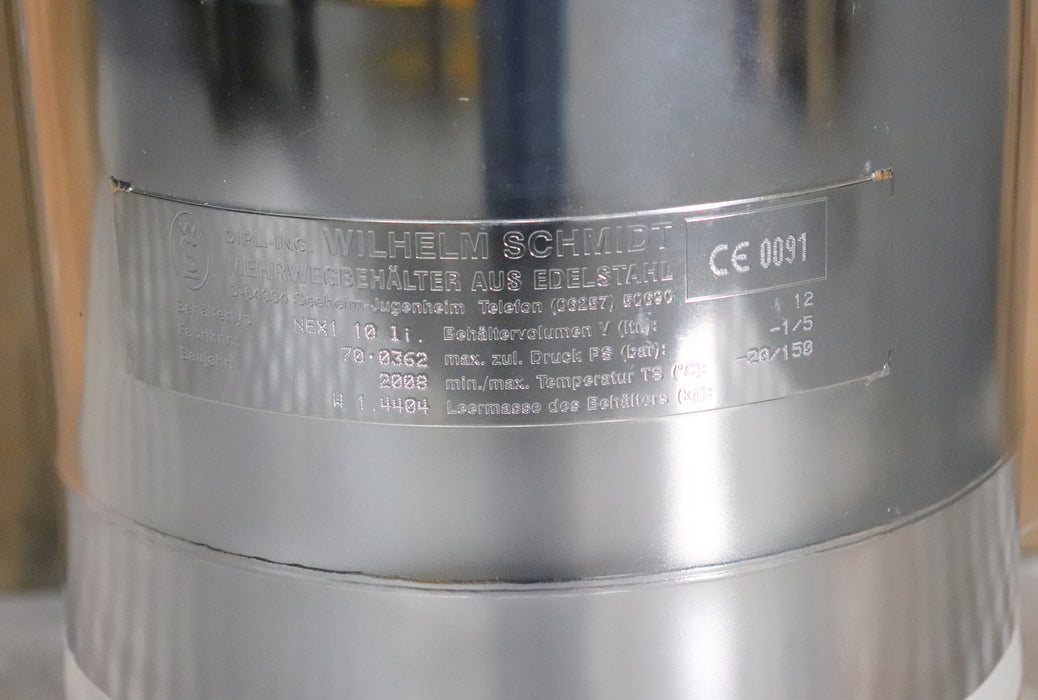 WS
DIPL.-ING. WILHELM SCHMIDT
MEHRWEGBEHÄLTER AUS EDELSTAHL
CE 0091
D-64334 Seeheim-Jugenheim Telefon (06257) 50690
Behältertyp: NEXI 10 li. Behältervolumen V (ltr): 12
Fabriknr.: 70·0362 max. zul. Druck PS (bar): -1/5
Baujahr: 2008 min./max. Temperatur TS (°C): -20/150
W 1.4404 Leermasse des Behälters (kg):